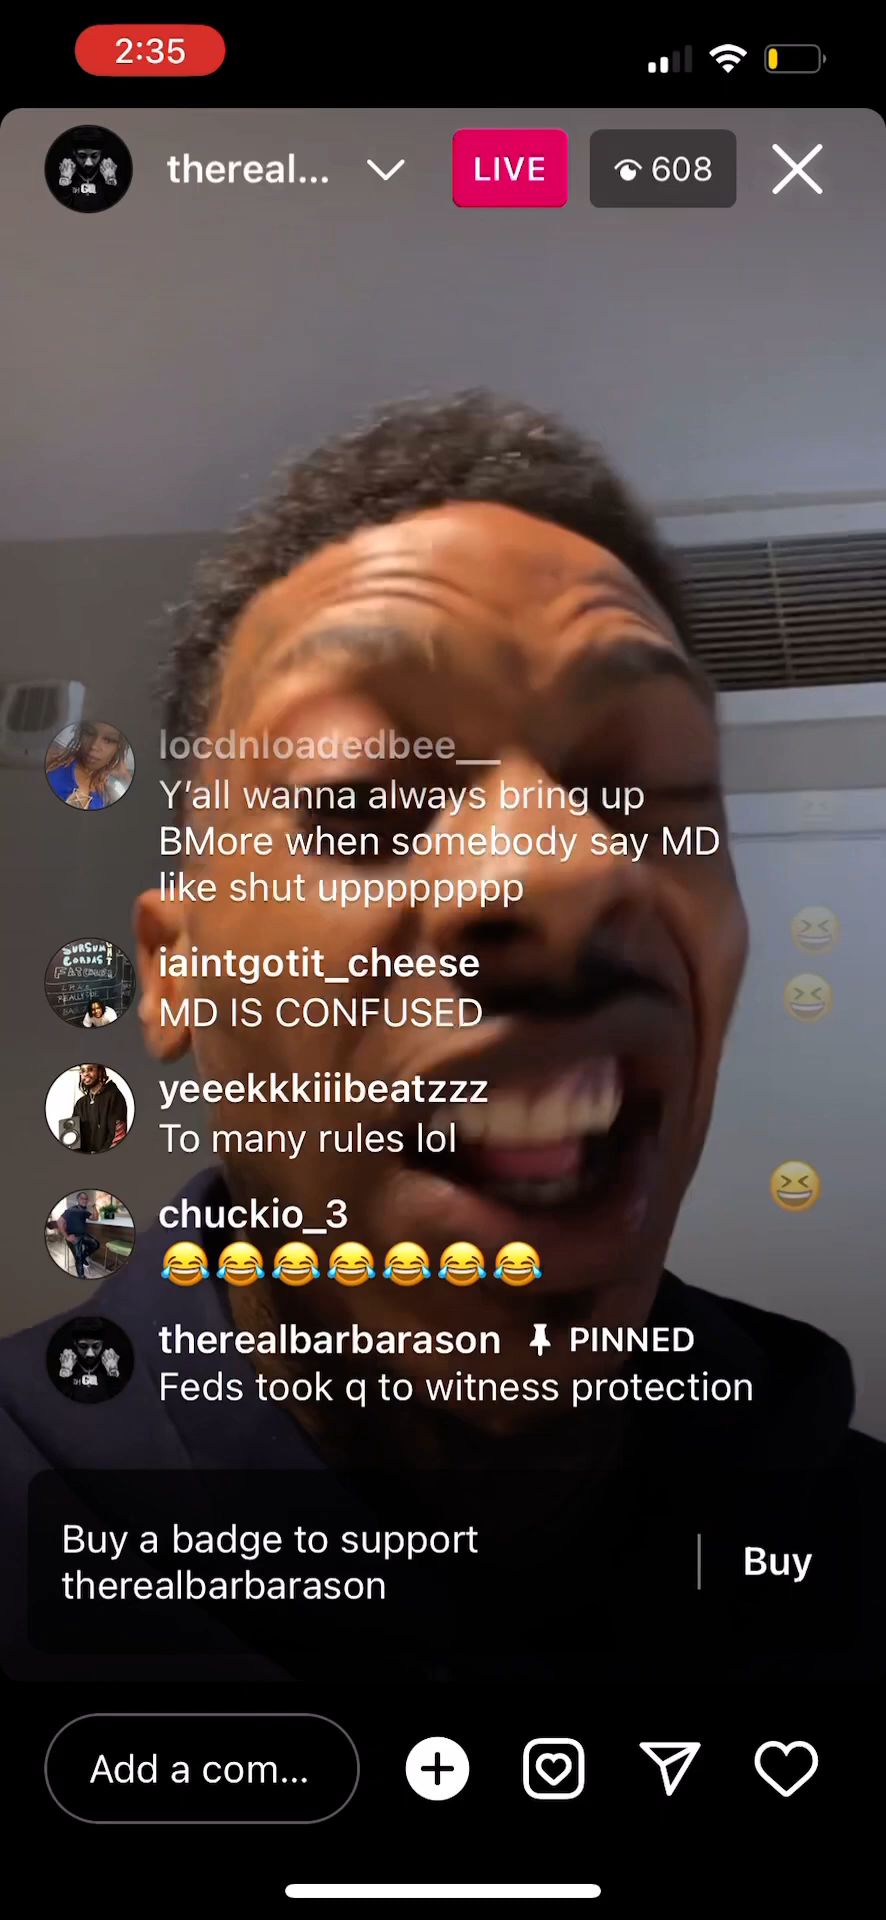 2:35
thereal...
LIVE
608
locdnloadedbee__
Y'all wanna always bring up
BMore when somebody say MD
like shut upppppppp
iaintgotit_cheese
MD IS CONFUSED
yeeekkkiiibeatzzz
To many rules lol
chuckio_3
😂😂😂😂😂😂😂
therealbarbarason PINNED
Feds took q to witness protection
Buy a badge to support
therealbarbarason
Buy
Add a com...